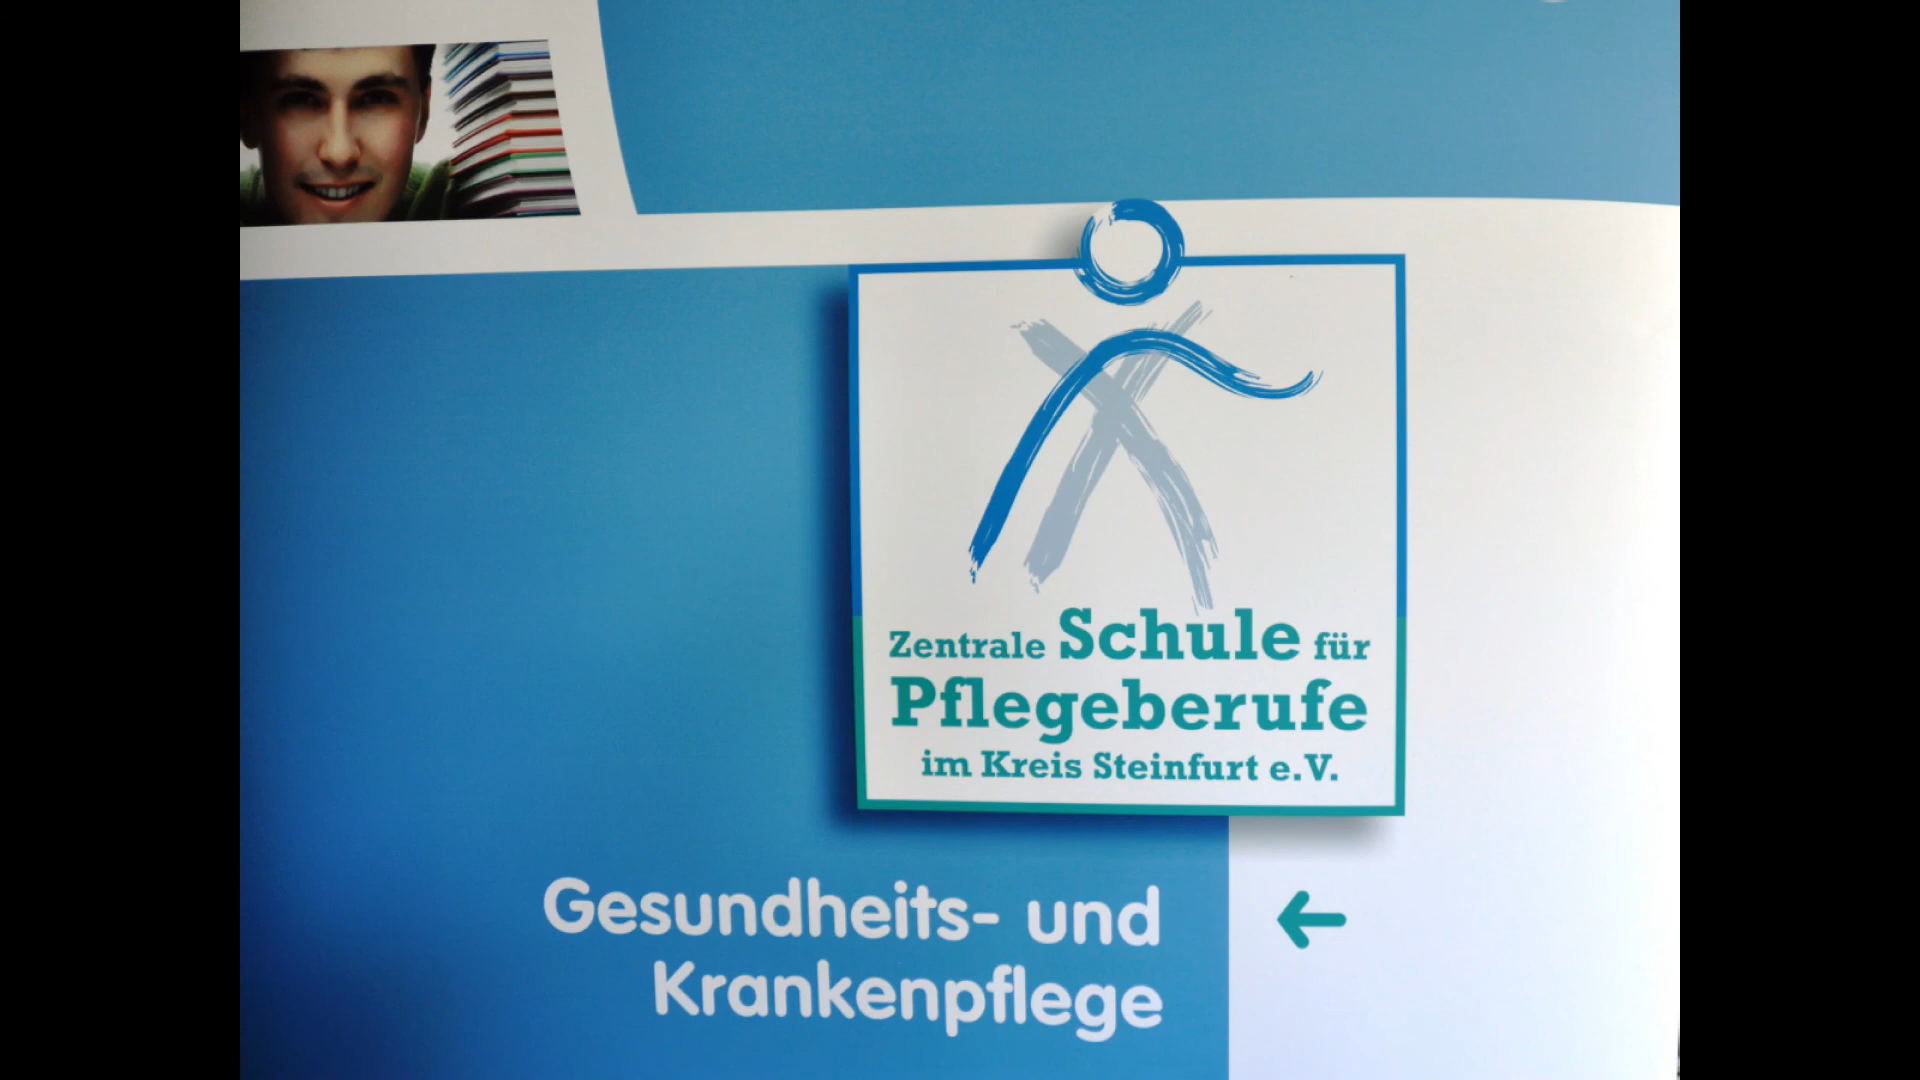 Zentrale Schule für
Pflegeberufe
im Kreis Steinfurt e.V.
Gesundheits- und
Krankenpflege